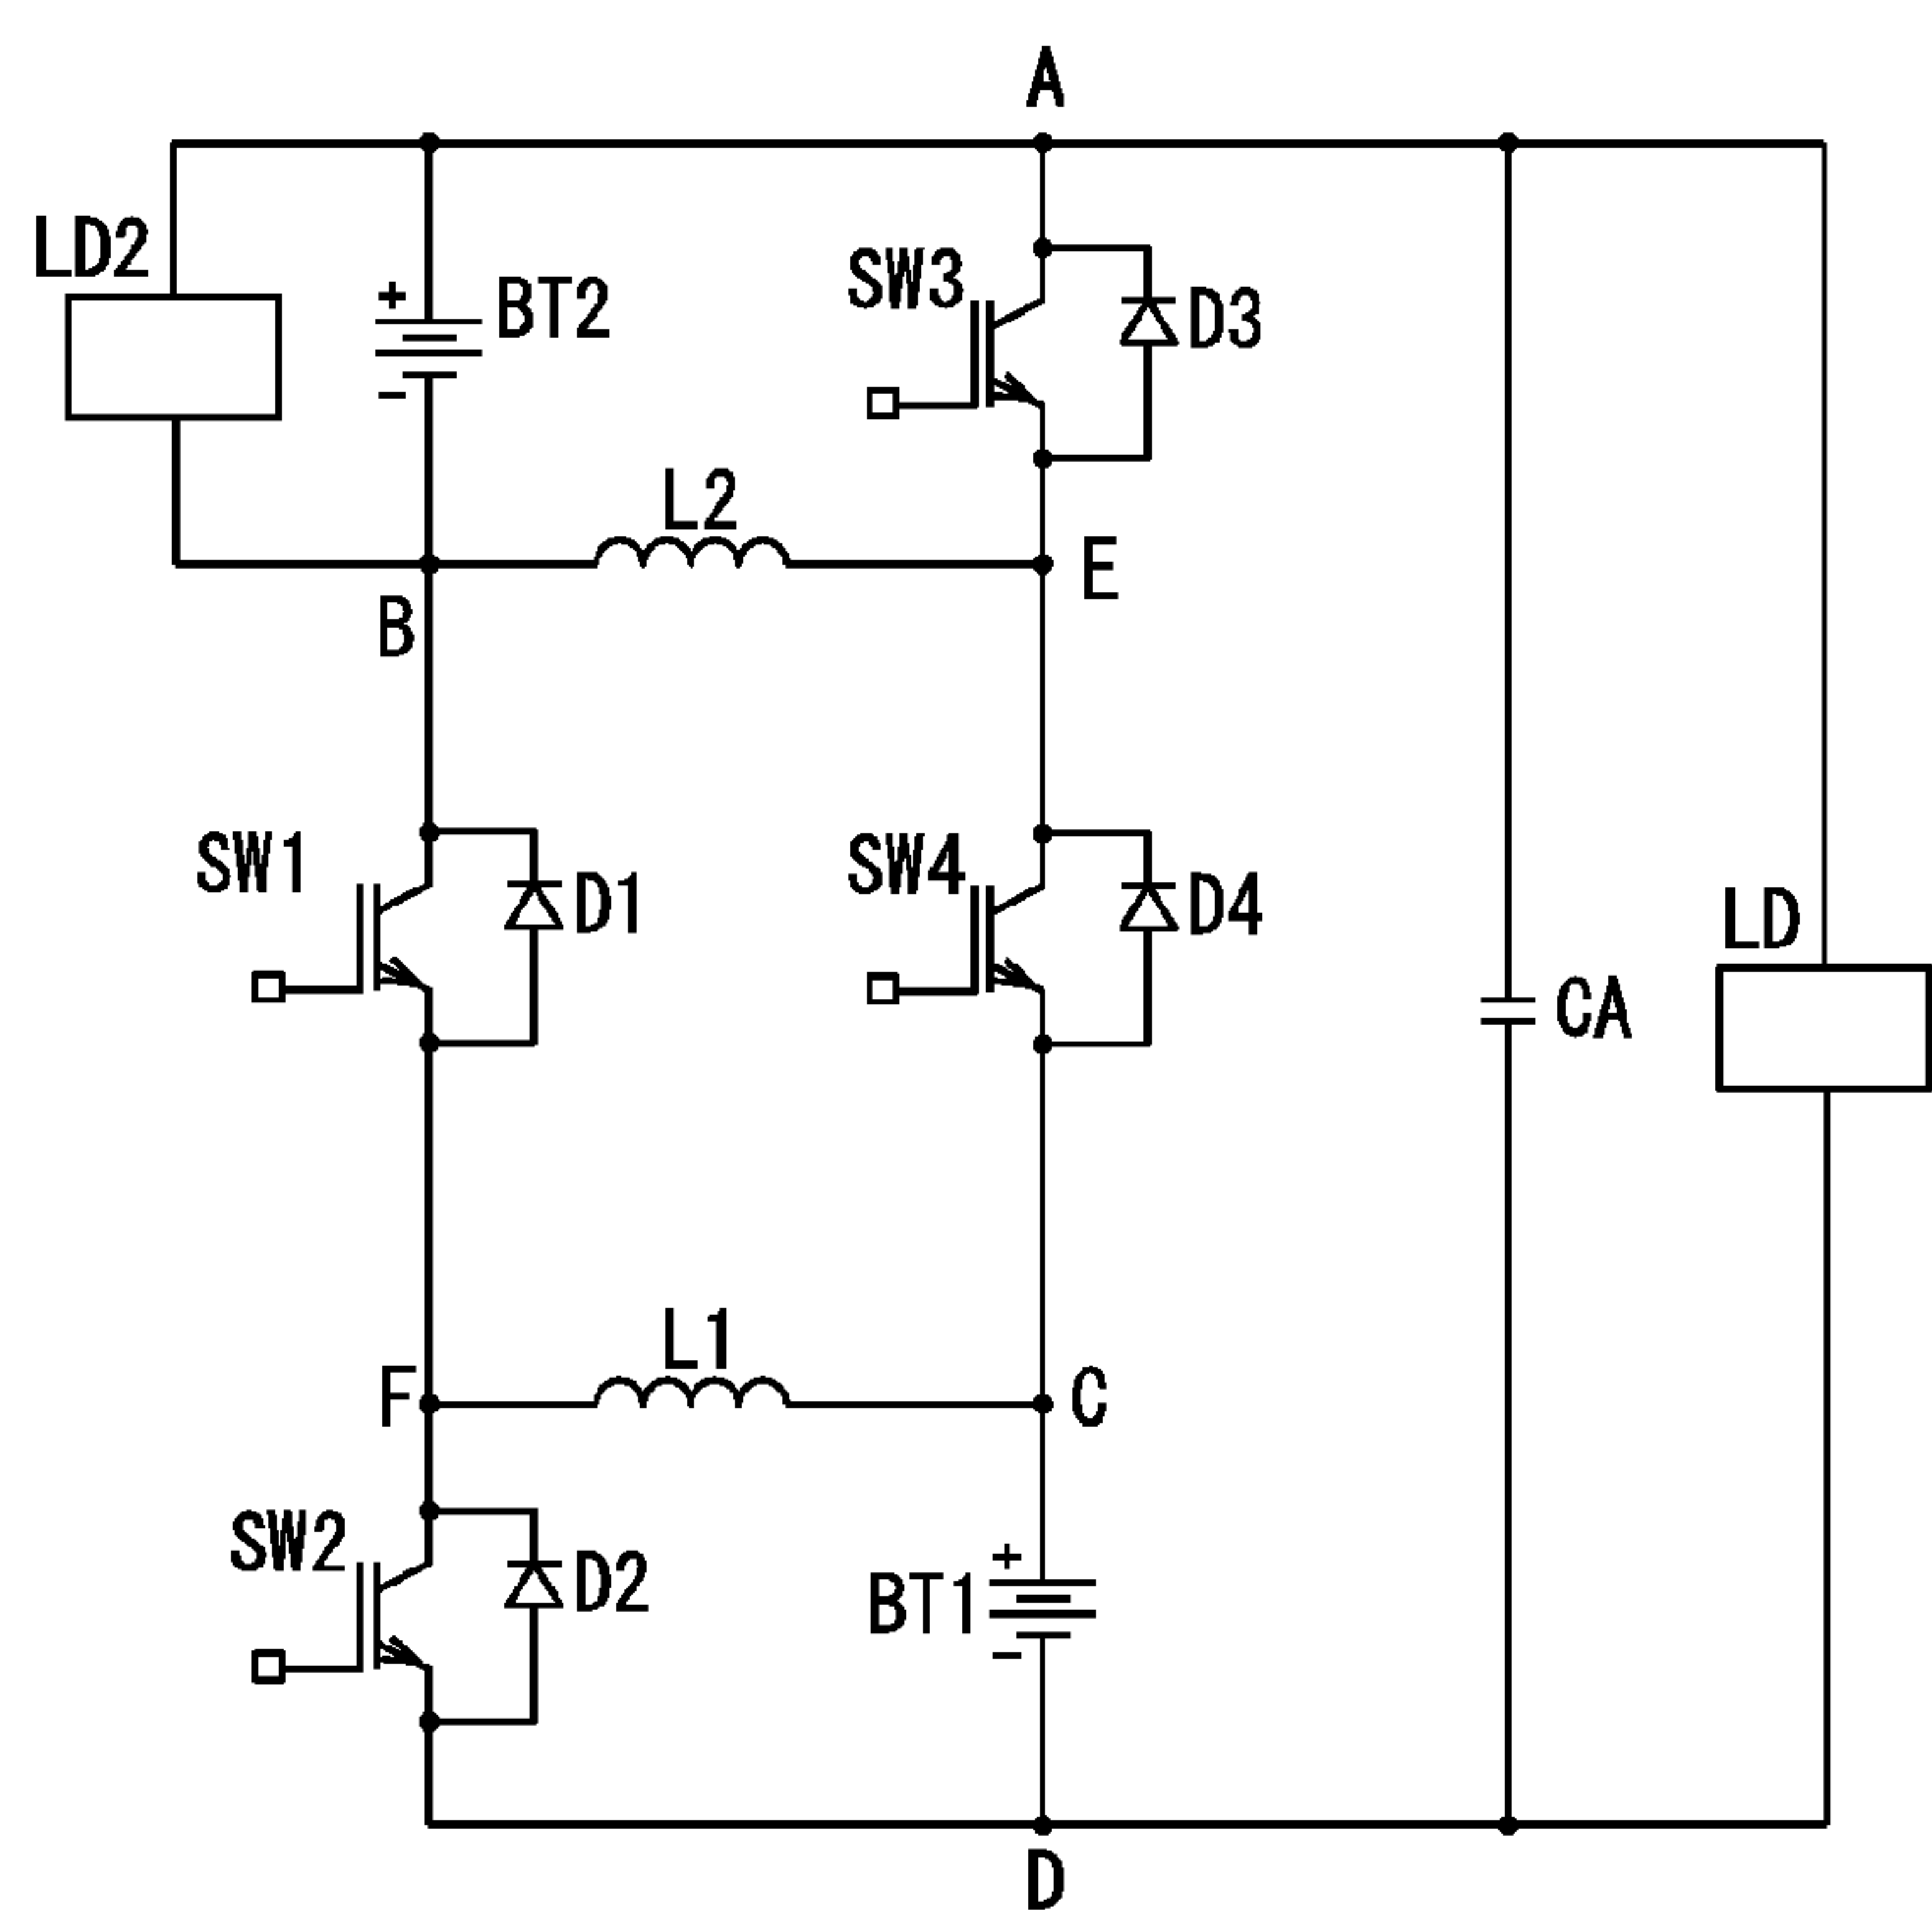 A
LD2
+
BT2
-
SW3
D3
L2
E
B
SW1
D1
SW4
D4
LD
CA
L1
F
C
SW2
D2
+
BT1
-
D